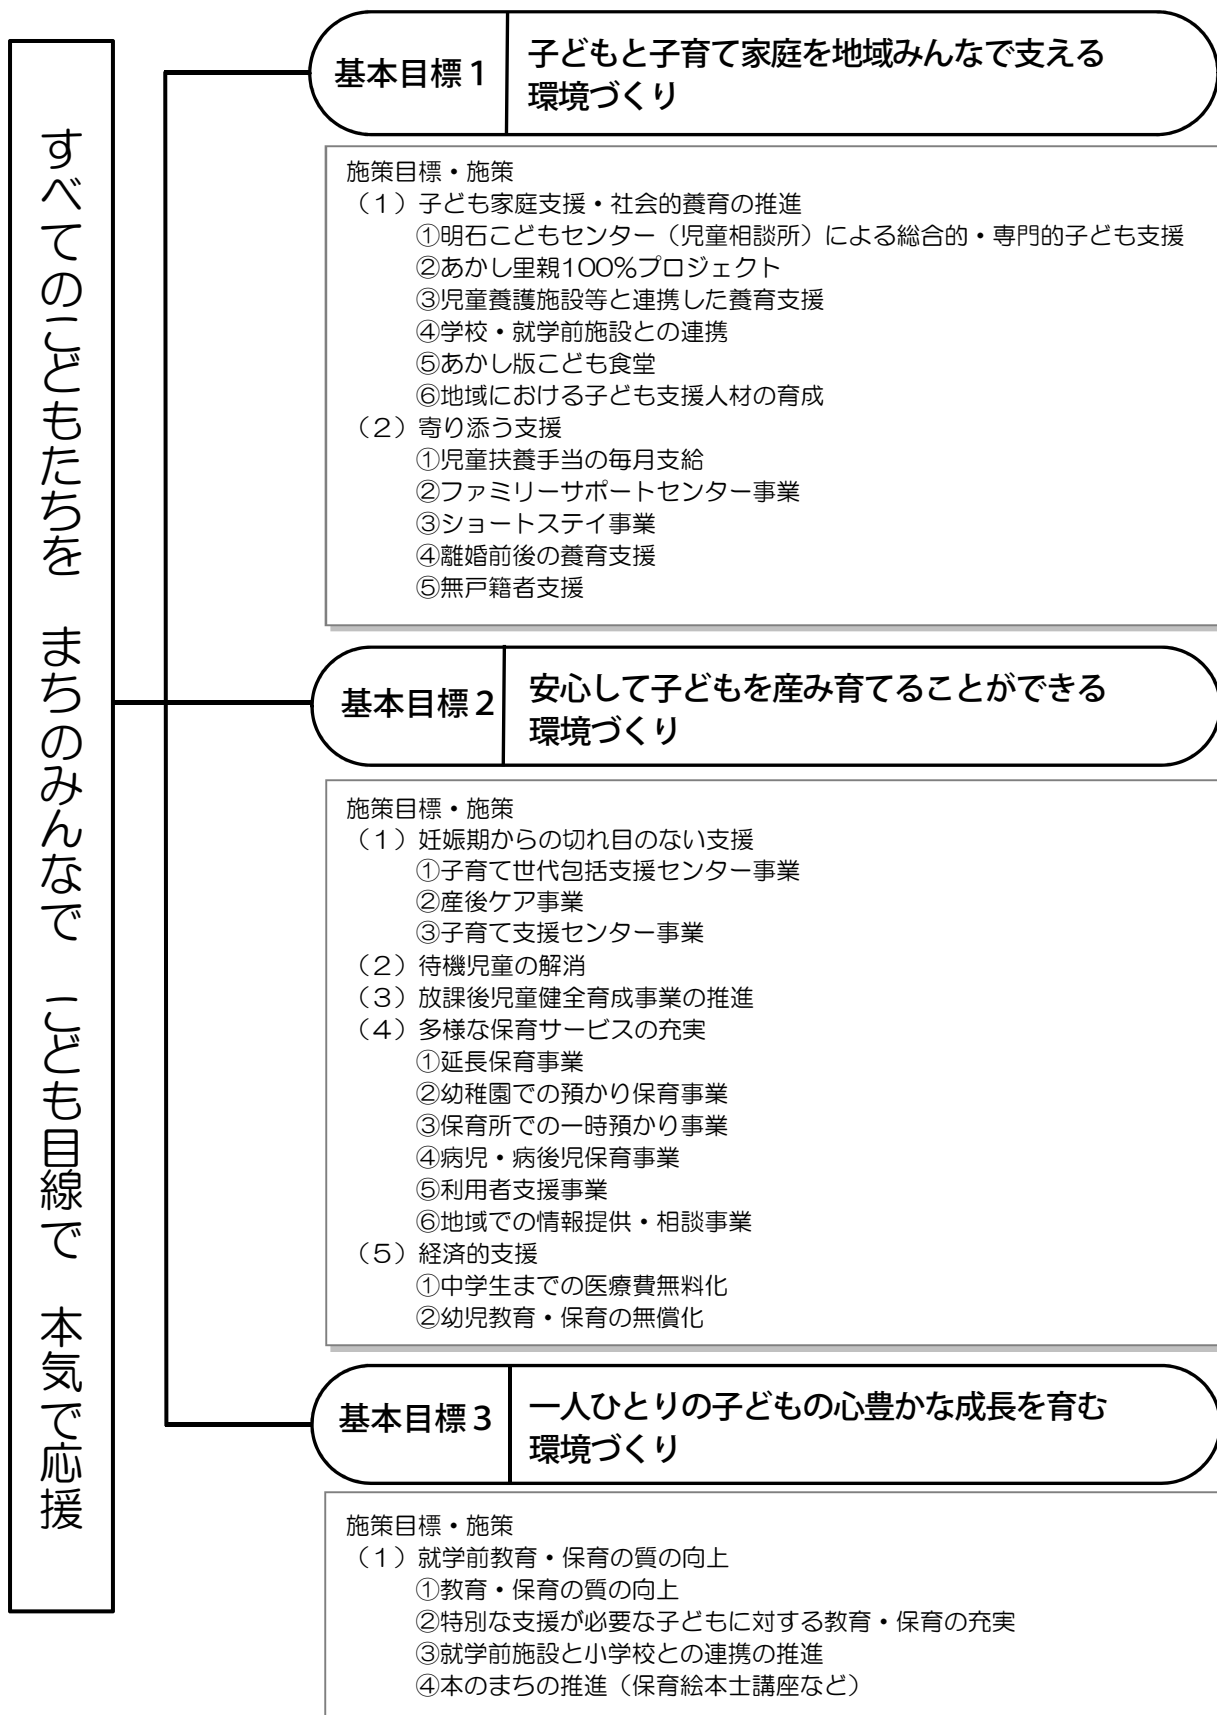 すべてのこどもたちを　まちのみんなで　こども目線で　本気で応援
基本目標１
子どもと子育て家庭を地域みんなで支える
環境づくり
施策目標・施策
（１）子ども家庭支援・社会的養育の推進
①明石こどもセンター（児童相談所）による総合的・専門的子ども支援
②あかし里親100％プロジェクト
③児童養護施設等と連携した養育支援
④学校・就学前施設との連携
⑤あかし版こども食堂
⑥地域における子ども支援人材の育成
（２）寄り添う支援
①児童扶養手当の毎月支給
②ファミリーサポートセンター事業
③ショートステイ事業
④離婚前後の養育支援
⑤無戸籍者支援
基本目標２
安心して子どもを産み育てることができる
環境づくり
施策目標・施策
（１）妊娠期からの切れ目のない支援
①子育て世代包括支援センター事業
②産後ケア事業
③子育て支援センター事業
（２）待機児童の解消
（３）放課後児童健全育成事業の推進
（４）多様な保育サービスの充実
①延長保育事業
②幼稚園での預かり保育事業
③保育所での一時預かり事業
④病児・病後児保育事業
⑤利用者支援事業
⑥地域での情報提供・相談事業
（５）経済的支援
①中学生までの医療費無料化
②幼児教育・保育の無償化
基本目標３
一人ひとりの子どもの心豊かな成長を育む
環境づくり
施策目標・施策
（１）就学前教育・保育の質の向上
①教育・保育の質の向上
②特別な支援が必要な子どもに対する教育・保育の充実
③就学前施設と小学校との連携の推進
④本のまちの推進（保育絵本士講座など）